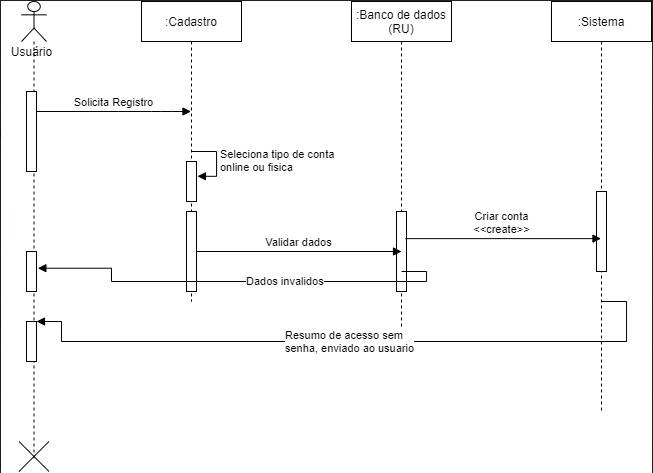 Usuário
:Cadastro
:Banco de dados
(RU)
:Sistema
Solicita Registro
Seleciona tipo de conta
online ou fisica
Criar conta
<<create>>
Validar dados
Dados invalidos
Resumo de acesso sem
senha, enviado ao usuario